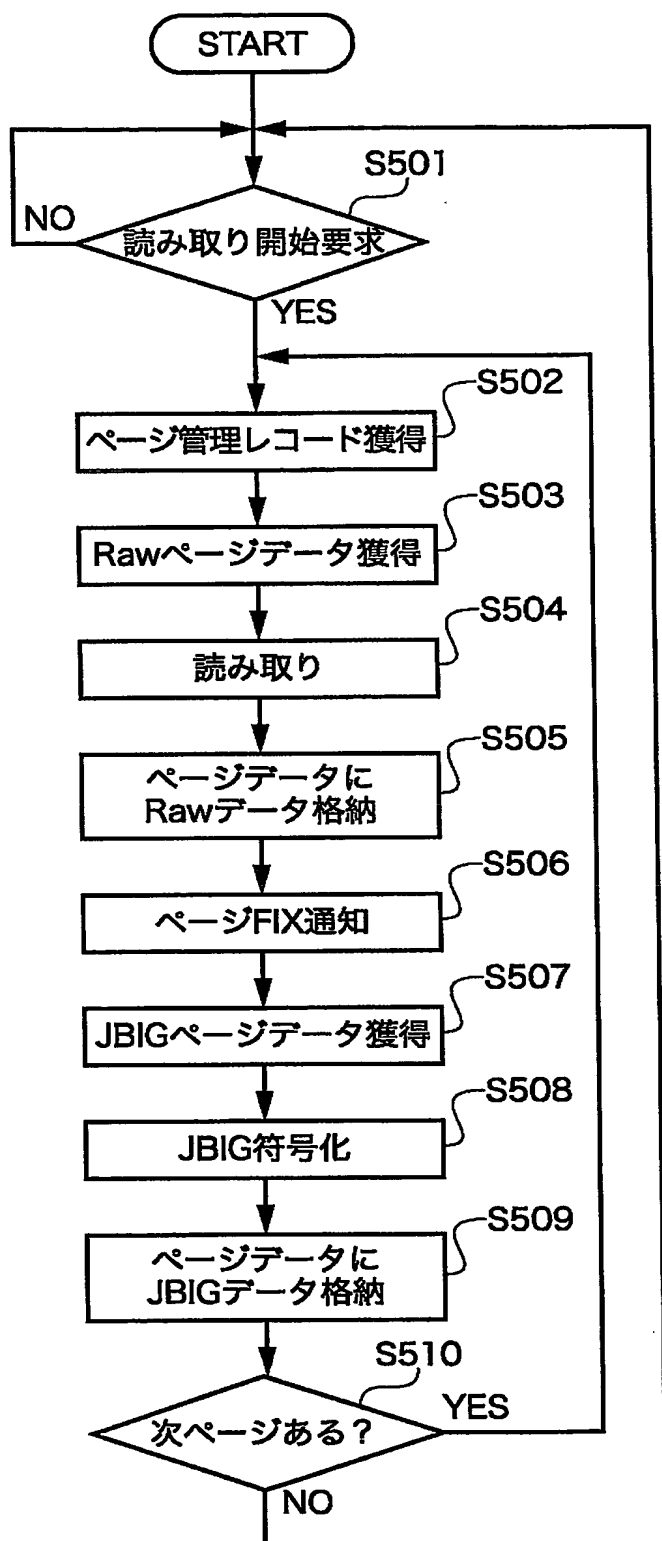 START
S501
NO
読み取り開始要求
YES
S502
ページ管理レコード獲得
S503
Rawページデータ獲得
S504
読み取り
S505
ページデータに
Rawデータ格納
S506
ページFIX通知
S507
JBIGページデータ獲得
S508
JBIG符号化
S509
ページデータに
JBIGデータ格納
S510
次ページある？
YES
NO